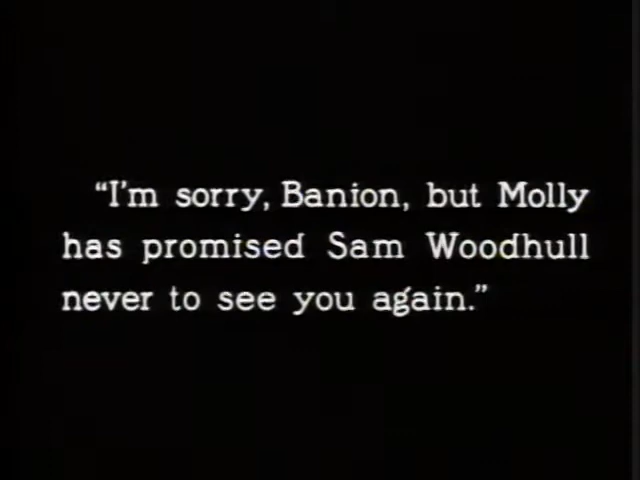 “I'm sorry, Banion, but Molly
has promised Sam Woodhull
never to see you again.”